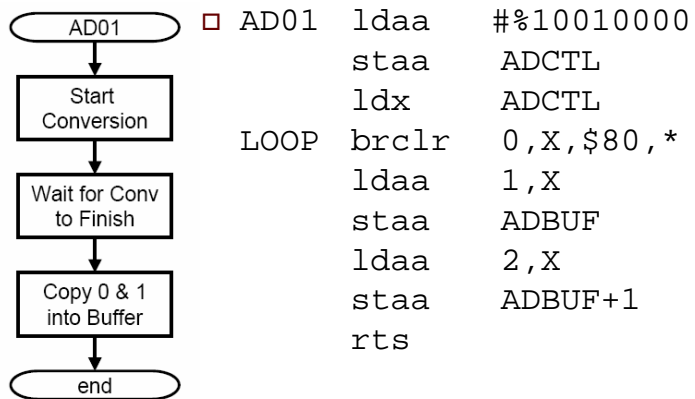 AD01
Start
Conversion
Wait for Conv
to Finish
Copy 0 & 1
into Buffer
end
AD01 ldaa #%10010000
staa ADCTL
ldx ADCTL
LOOP brclr 0,X,$80,*
ldaa 1,X
staa ADBUF
ldaa 2,X
staa ADBUF+1
rts